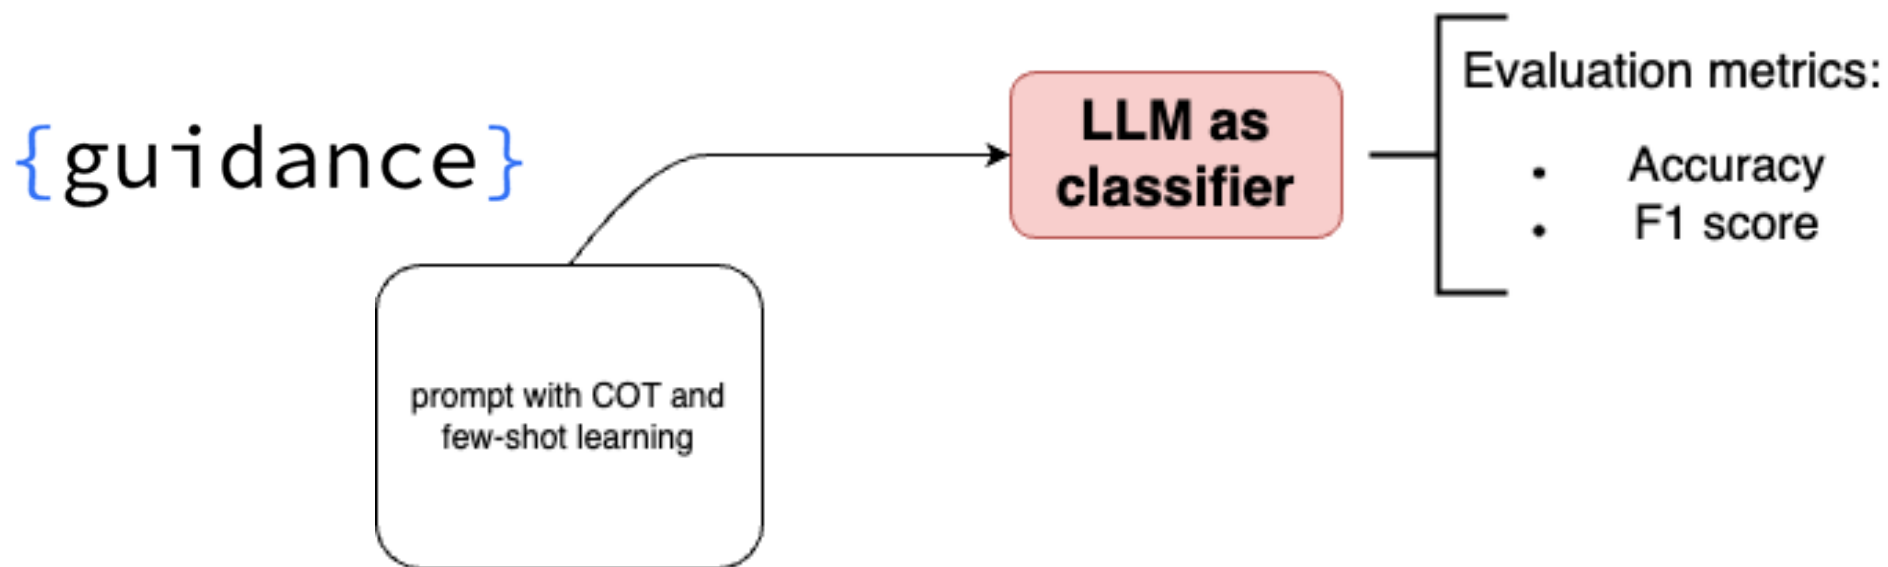 {guidance}
prompt with COT and
few-shot learning
LLM as
classifier
Evaluation metrics:
• Accuracy
• F1 score